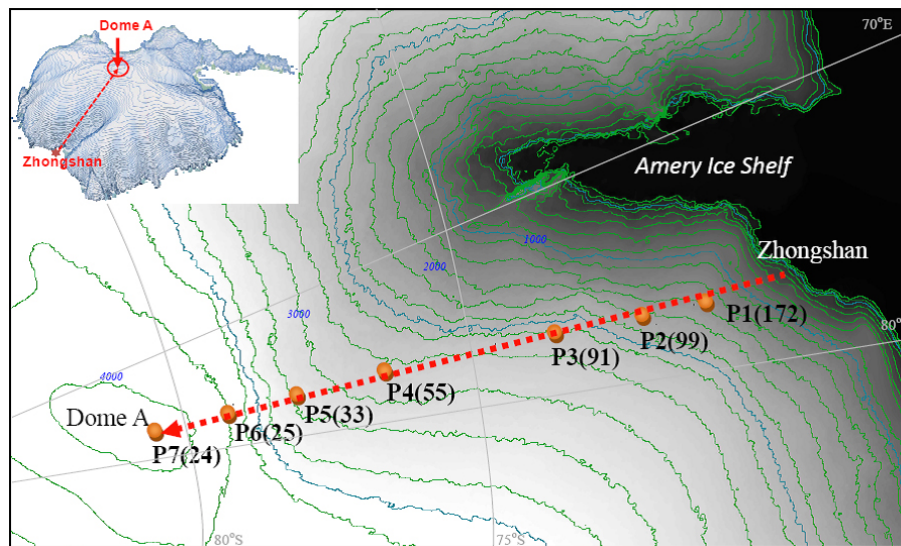 Dome A
Zhongshan
70°E
Amery Ice Shelf
1000
Zhongshan
2000
P1(172)
P2(99)
80°
3000
P3(91)
P4(55)
4000
Dome A
P5(33)
P6(25)
P7(24)
80°S
75°S